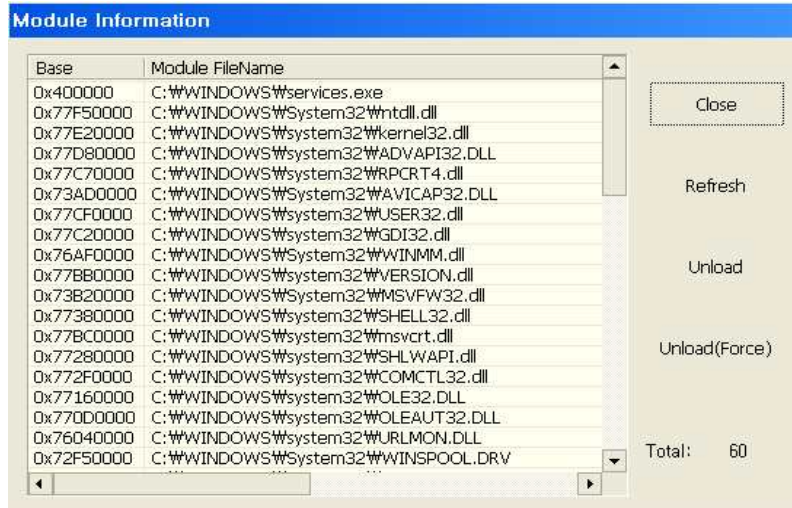 Module Information
Base Module FileName
0x400000 C:₩WINDOWS₩services.exe
0x77F50000 C:₩WINDOWS₩System32₩ntdll.dll
0x77E20000 C:₩WINDOWS₩system32₩kernel32.dll
0x77D80000 C:₩WINDOWS₩system32₩ADVAPI32.DLL
0x77C70000 C:₩WINDOWS₩system32₩RPCRT4.dll
0x73AD0000 C:₩WINDOWS₩System32₩AVICAP32.DLL
0x77CF0000 C:₩WINDOWS₩system32₩USER32.dll
0x77C20000 C:₩WINDOWS₩system32₩GDI32.dll
0x76AF0000 C:₩WINDOWS₩System32₩WINMM.dll
0x77BB0000 C:₩WINDOWS₩system32₩VERSION.dll
0x73B20000 C:₩WINDOWS₩System32₩MSVFW32.dll
0x77380000 C:₩WINDOWS₩system32₩SHELL32.dll
0x77BC0000 C:₩WINDOWS₩system32₩msvcrt.dll
0x77280000 C:₩WINDOWS₩system32₩SHLWAPI.dll
0x772F0000 C:₩WINDOWS₩system32₩COMCTL32.dll
0x77160000 C:₩WINDOWS₩system32₩OLE32.DLL
0x770D0000 C:₩WINDOWS₩system32₩OLEAUT32.DLL
0x76040000 C:₩WINDOWS₩system32₩URLMON.DLL
0x72F50000 C:₩WINDOWS₩System32₩WINSPOOL.DRV
Close
Refresh
Unload
Unload(Force)
Total: 60